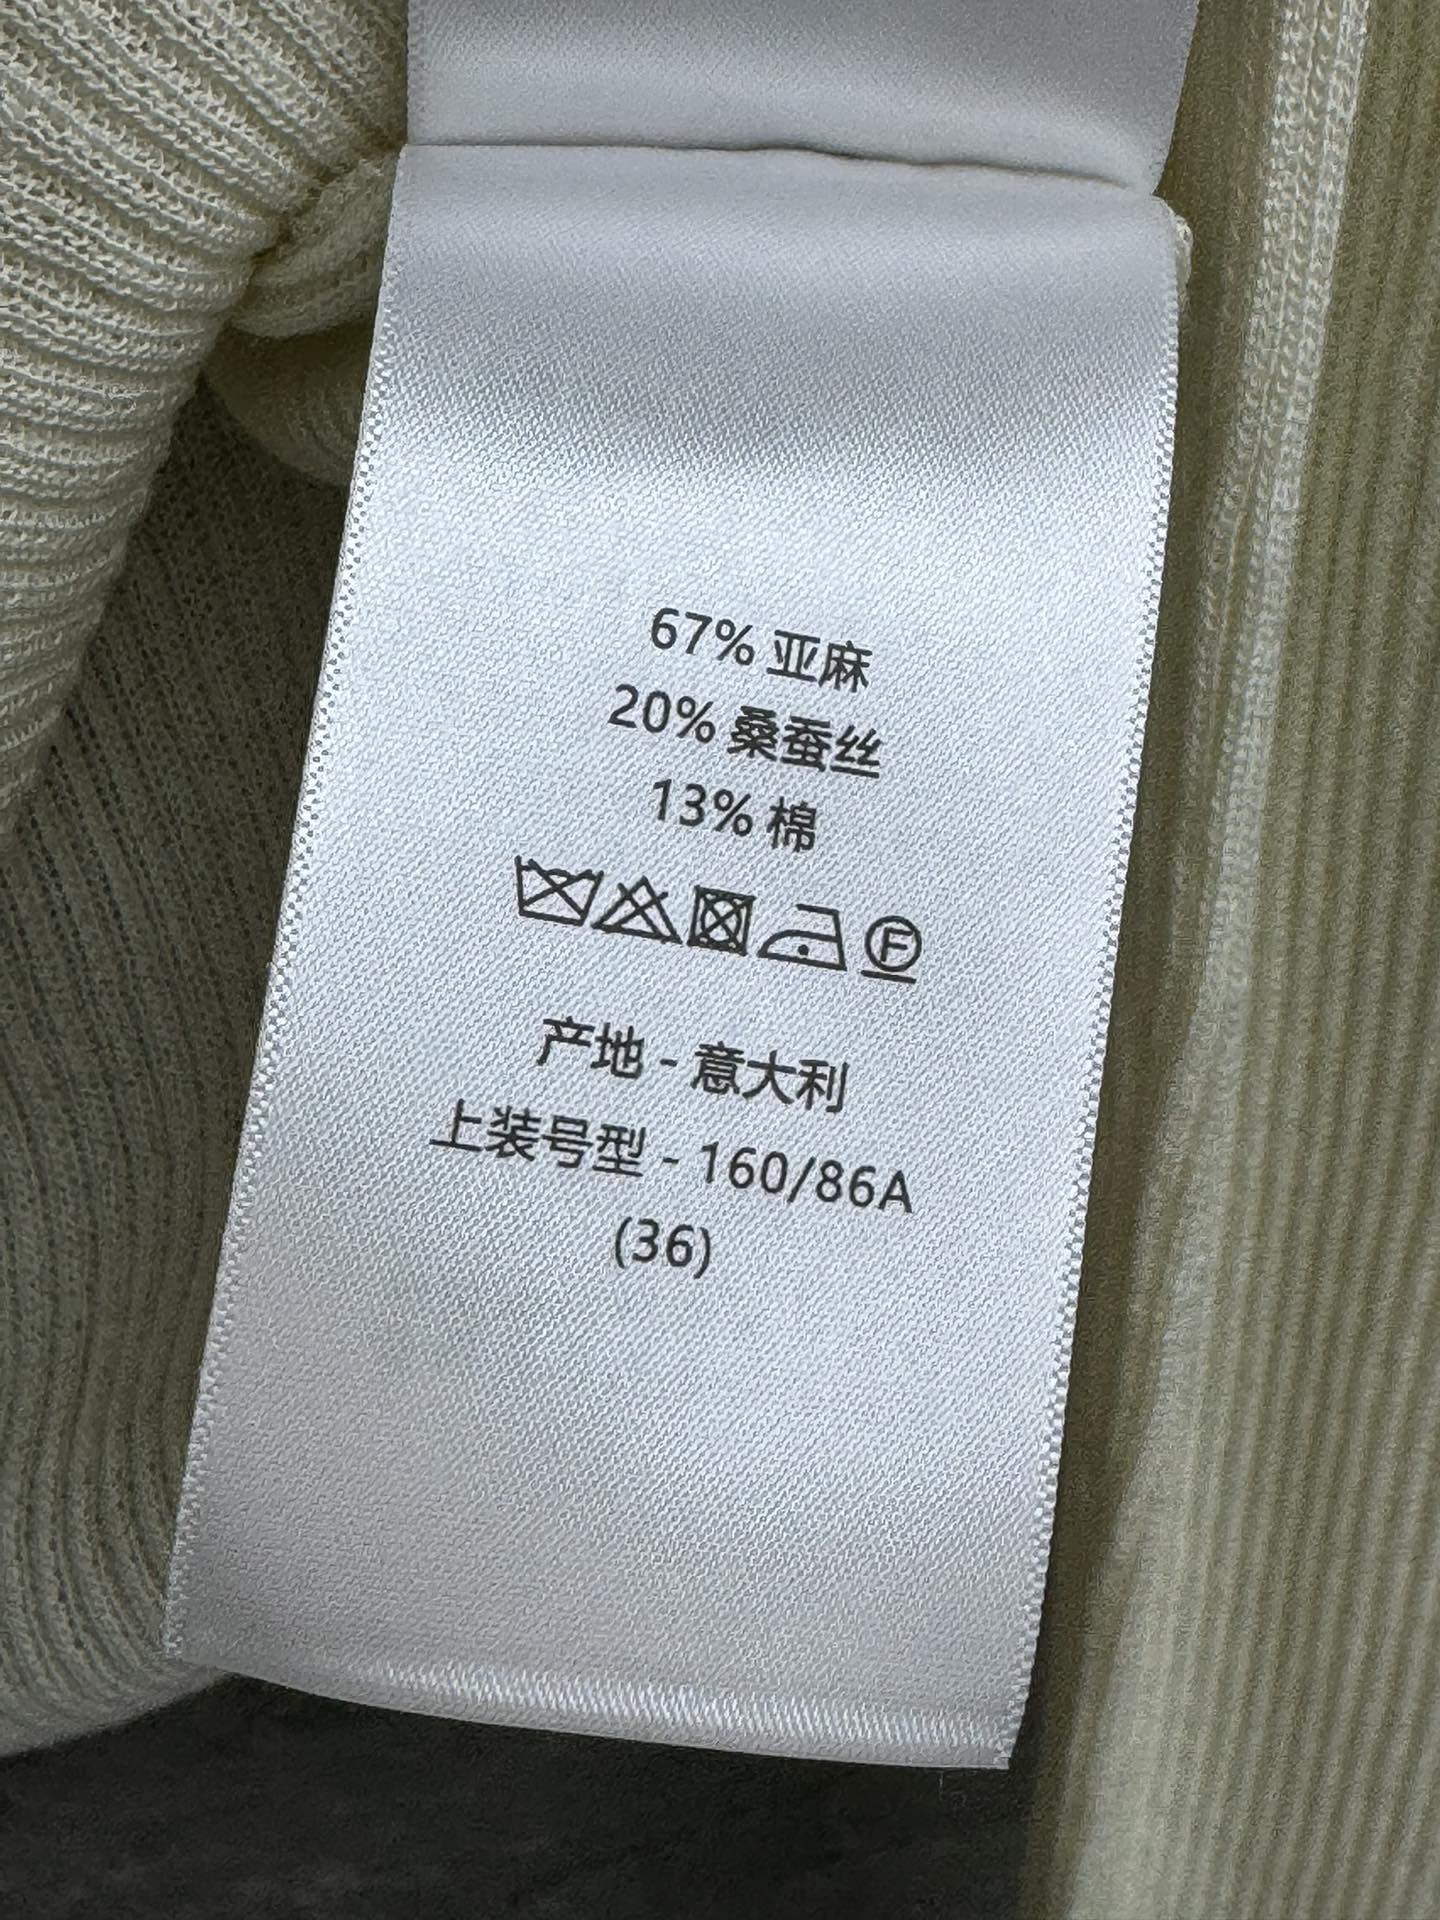 67% 亚麻
20% 桑蚕丝
13% 棉
F
产地 - 意大利
上装号型 - 160/86A
(36)